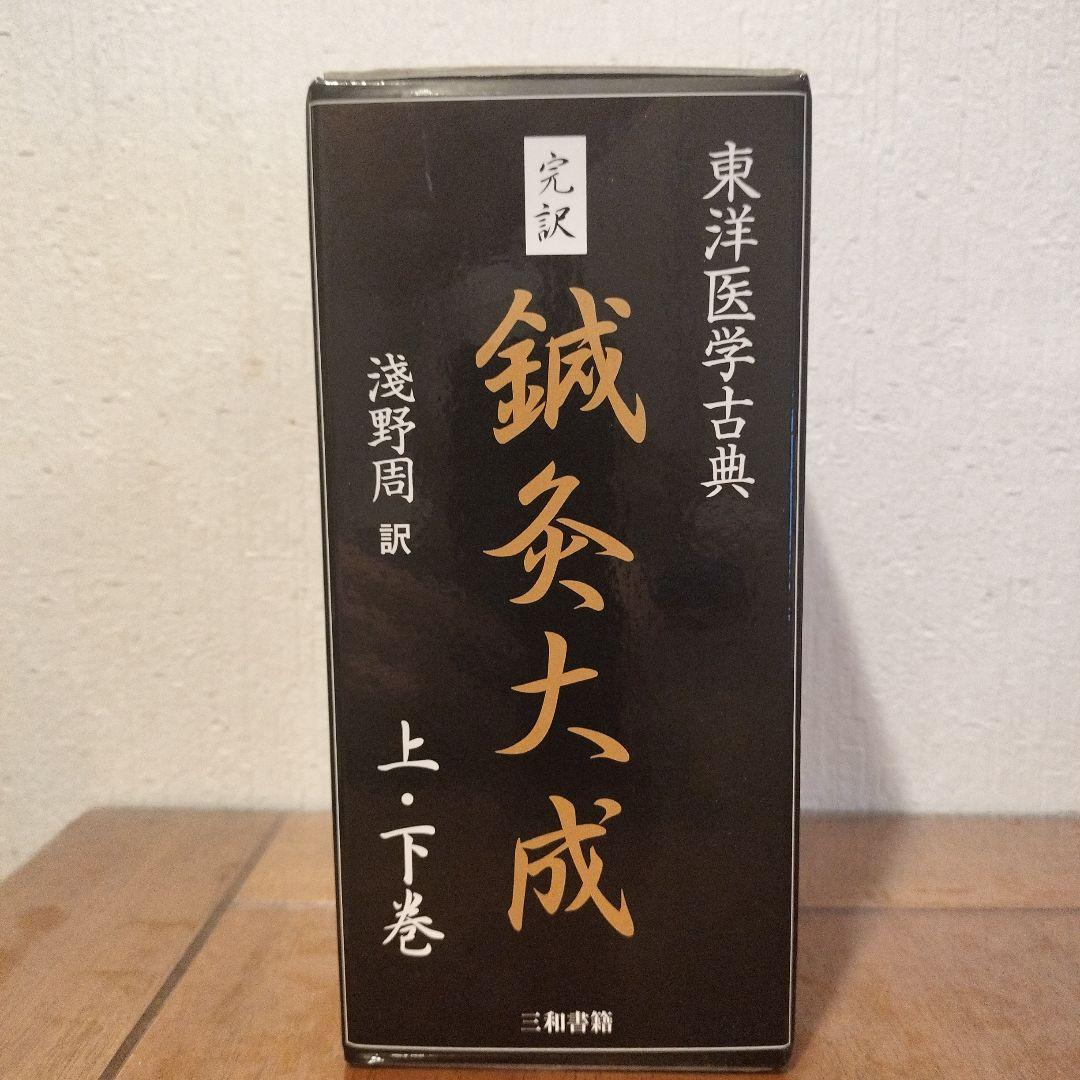 東洋医学古典
完訳
鍼灸大成
淺野周 訳
上・下巻
三和書籍